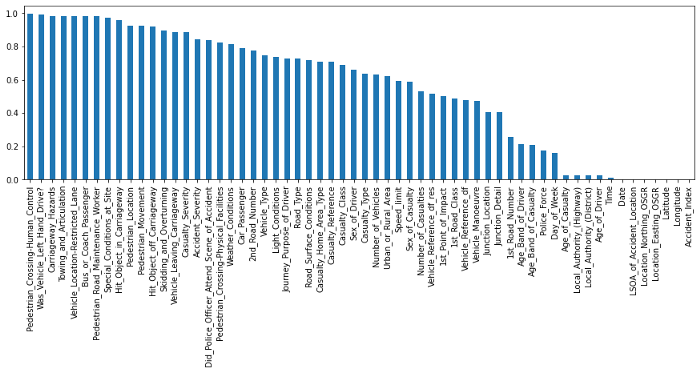 1.0
0.8
0.6
0.4
0.2
0.0
Pedestrian_Crossing-Human_Control
Was_Vehicle_Left_Hand_Drive?
Carriageway_Hazards
Towing_and_Articulation
Vehicle_Location-Restricted_Lane
Bus_or_Coach_Passenger
Pedestrian_Road_Maintenance_Worker
Special_Conditions_at_Site
Hit_Object_in_Carriageway
Pedestrian_Location
Pedestrian_Movement
Hit_Object_off_Carriageway
Skidding_and_Overturning
Vehicle_Leaving_Carriageway
Casualty_Severity
Accident_Severity
Did_Police_Officer_Attend_Scene_of_Accident
Pedestrian_Crossing-Physical_Facilities
Weather_Conditions
Car_Passenger
2nd_Road_Number
Vehicle_Type
Light_Conditions
Journey_Purpose_of_Driver
Road_Type
Road_Surface_Conditions
Casualty_Home_Area_Type
Casualty_Reference
Casualty_Class
Sex_of_Driver
Casualty_Type
Number_of_Vehicles
Urban_or_Rural_Area
Speed_limit
Sex_of_Casualty
Number_of_Casualties
Vehicle_Reference_df_res
1st_Point_of_Impact
1st_Road_Class
Vehicle_Reference_df
Vehicle_Manoeuvre
Junction_Location
Junction_Detail
1st_Road_Number
Age_Band_of_Driver
Age_Band_of_Casualty
Police_Force
Day_of_Week
Age_of_Casualty
Local_Authority_(Highway)
Local_Authority_(District)
Age_of_Driver
Time
Date
LSOA_of_Accident_Location
Location_Northing_OSGR
Location_Easting_OSGR
Latitude
Longitude
Accident_Index